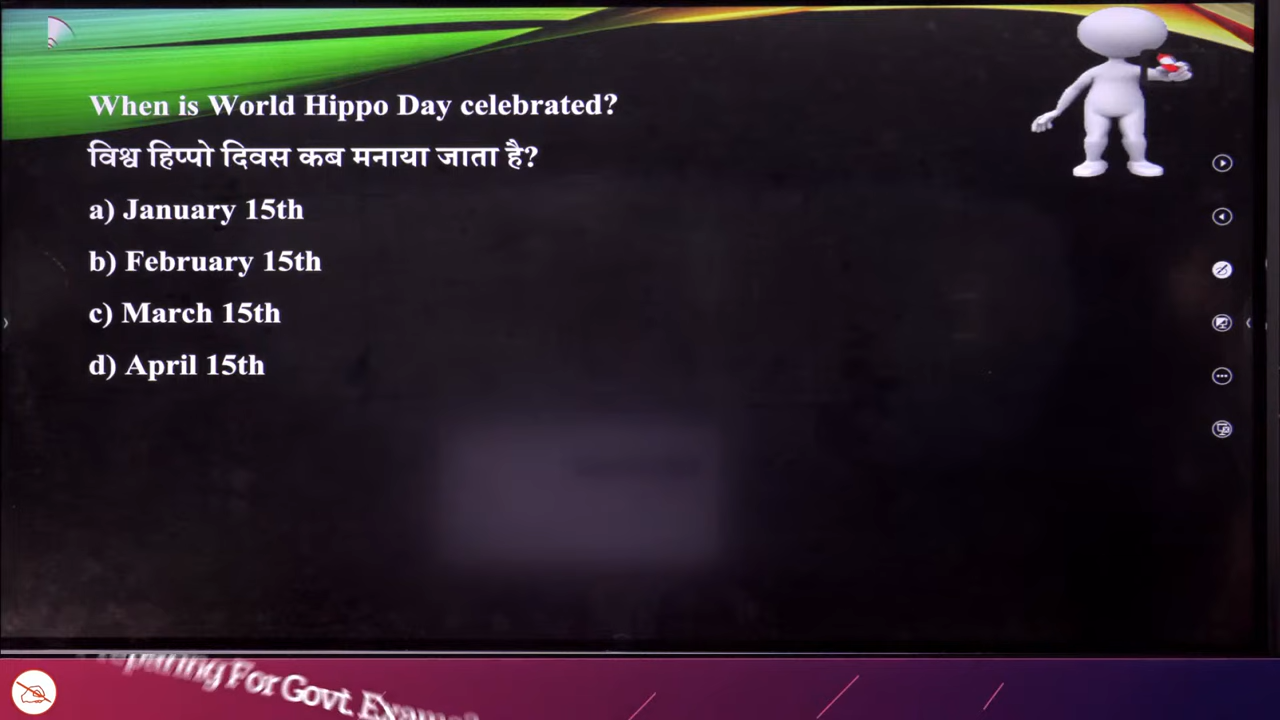 When is World Hippo Day celebrated?
विश्व हिप्पो दिवस कब मनाया जाता है?
a) January 15th
b) February 15th
c) March 15th
d) April 15th
For Govt.